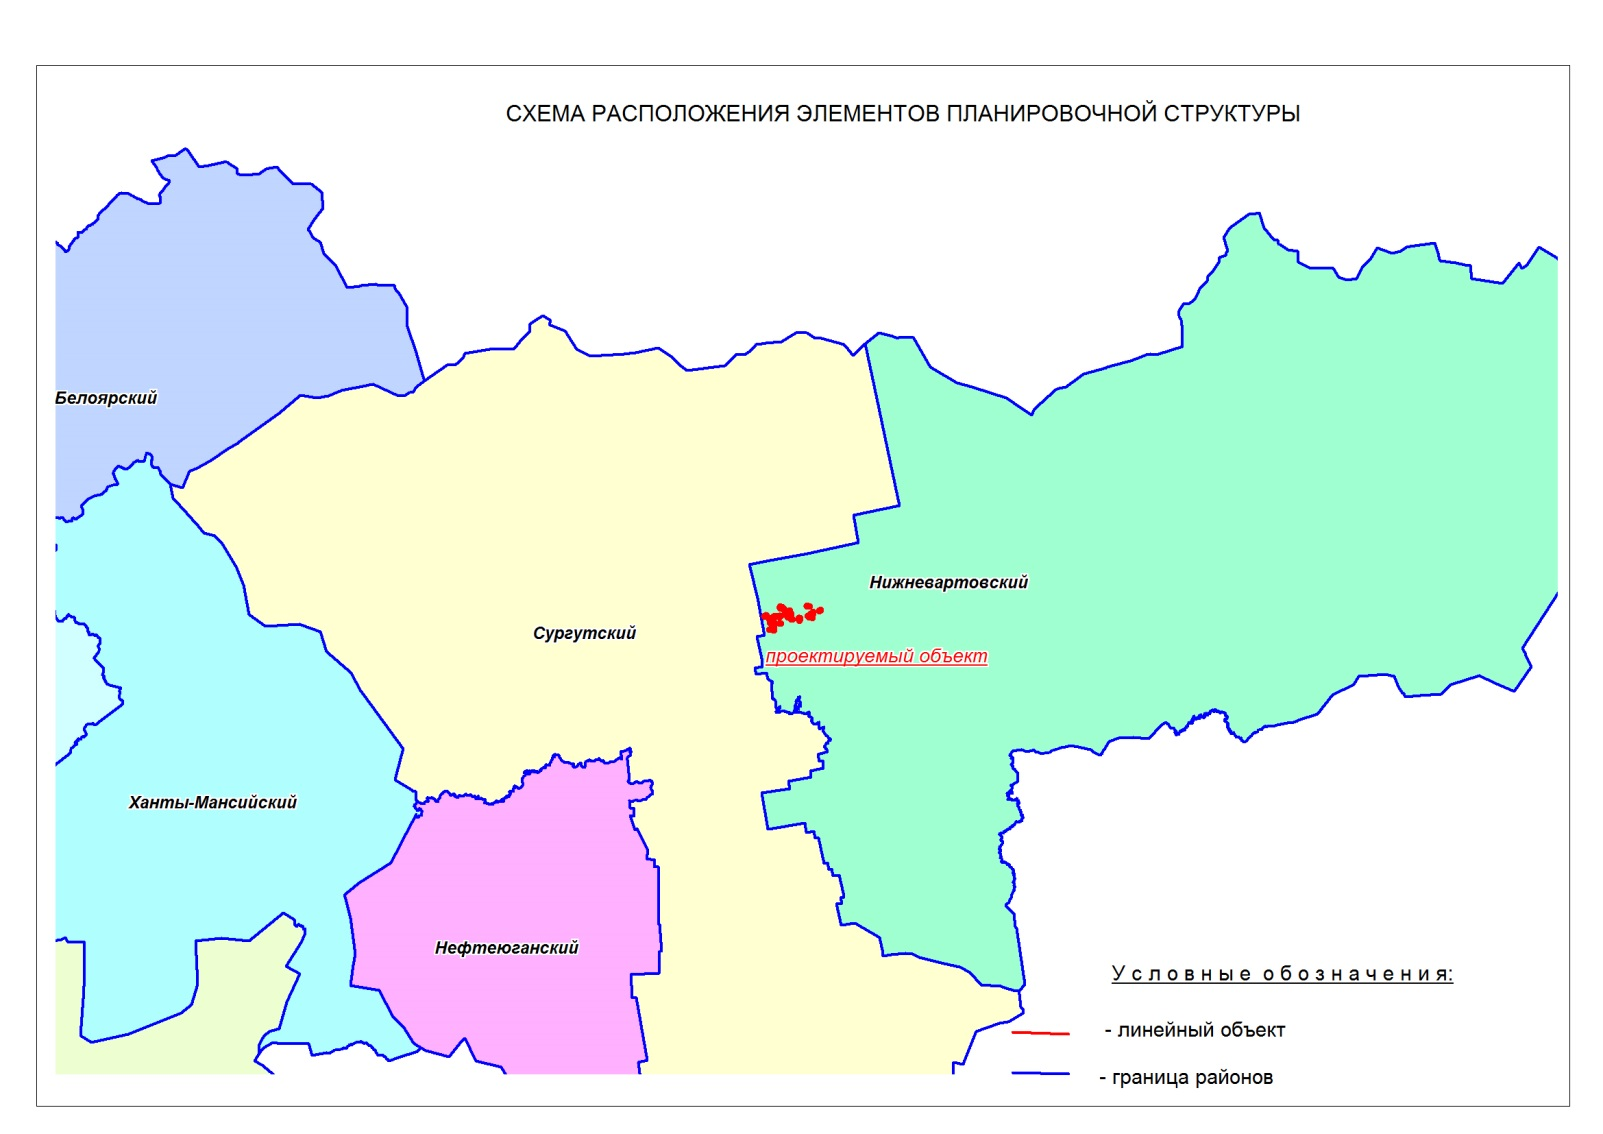 СХЕМА РАСПОЛОЖЕНИЯ ЭЛЕМЕНТОВ ПЛАНИРОВОЧНОЙ СТРУКТУРЫ
Белоярский
Нижневартовский
Сургутский
проектируемый объект
Ханты-Мансийский
Нефтеюганский
Условные обозначения:
- линейный объект
- граница районов